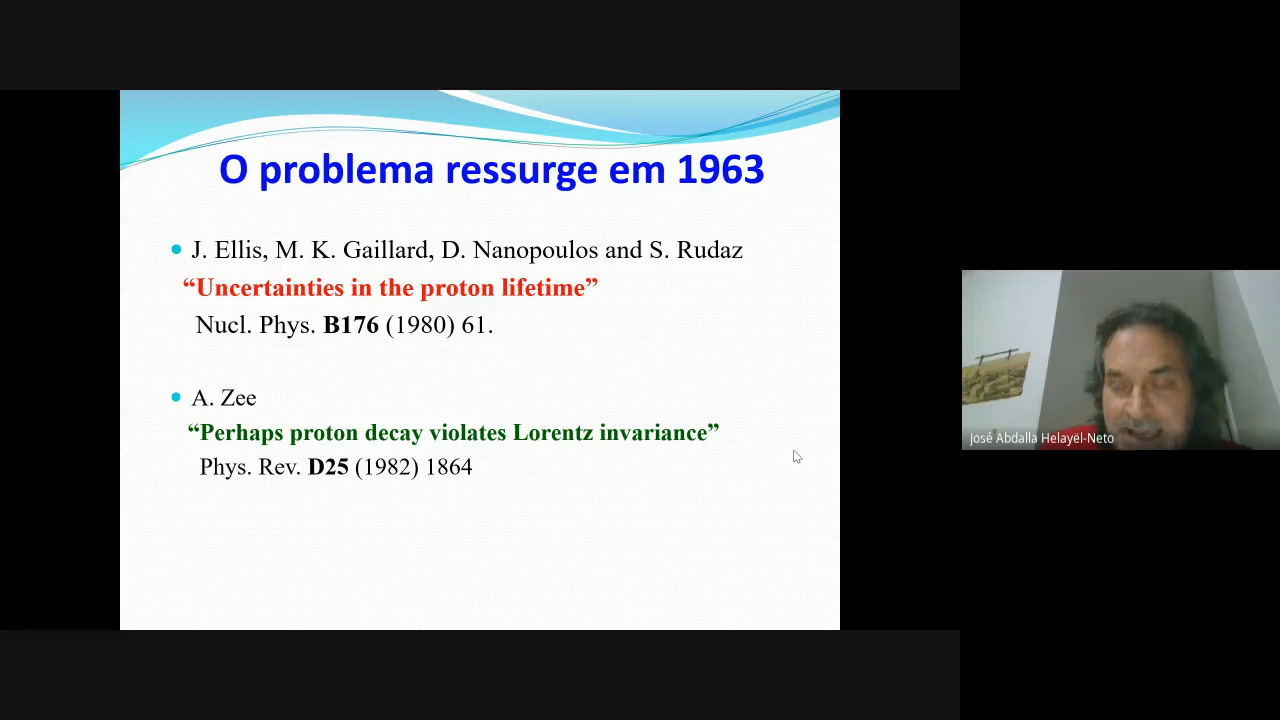 O problema ressurge em 1963
J. Ellis, M. K. Gaillard, D. Nanopoulos and S. Rudaz
“Uncertainties in the proton lifetime”
Nucl. Phys. B176 (1980) 61.
A. Zee
“Perhaps proton decay violates Lorentz invariance”
Phys. Rev. D25 (1982) 1864
José Abdalla Helayël-Neto